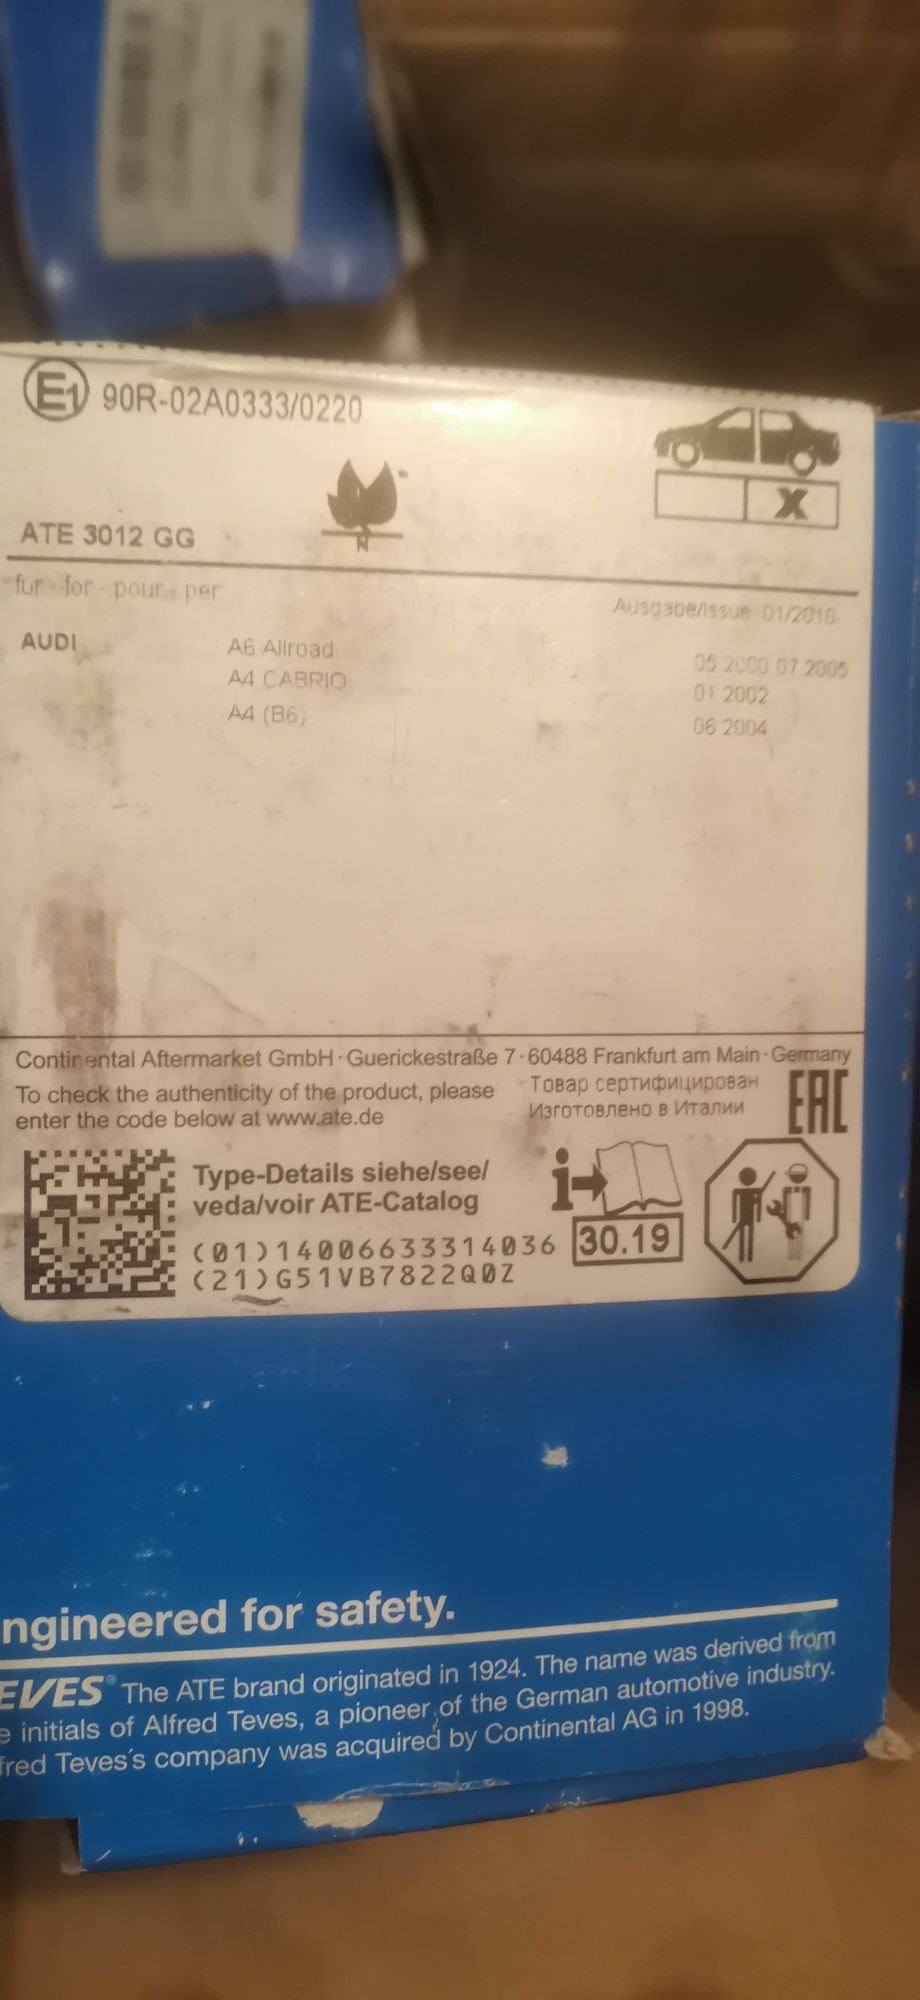 E1 90R-02A0333/0220
X
ATE 3012 GG
N
für - for - pour - per
Ausgabe/Issue 01/2010
AUDI A6 Allroad 05 2000 07 2005
A4 CABRIO 01 2002
A4 (B6) 06 2004
Continental Aftermarket GmbH · Guerickestraße 7 · 60488 Frankfurt am Main · Germany
To check the authenticity of the product, please
enter the code below at www.ate.de
Товар сертифицирован
Изготовлено в Италии
EAC
Type-Details siehe/see/
veda/voir ATE-Catalog
i
30.19
(01)14006633314036
(21)G51VB7822Q0Z
ngineered for safety.
EVES® The ATE brand originated in 1924. The name was derived from
e initials of Alfred Teves, a pioneer of the German automotive industry.
fred Teves's company was acquired by Continental AG in 1998.